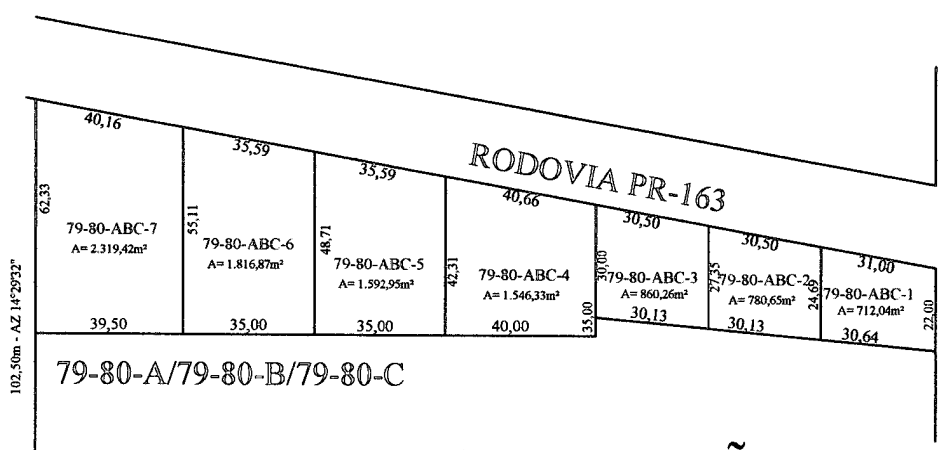 RODOVIA PR-163
40,16
35,59
35,59
40,66
30,50
30,50
31,00
62,33
55,11
48,71
42,31
30,00
35,00
27,35
24,69
22,00
79-80-ABC-7
A= 2.319,42m²
79-80-ABC-6
A= 1.816,87m²
79-80-ABC-5
A= 1.592,95m²
79-80-ABC-4
A= 1.546,33m²
79-80-ABC-3
A= 860,26m²
79-80-ABC-2
A= 780,65m²
79-80-ABC-1
A= 712,04m²
39,50
35,00
35,00
40,00
30,13
30,13
30,64
102,50m - AZ 14°29'32"
79-80-A/79-80-B/79-80-C